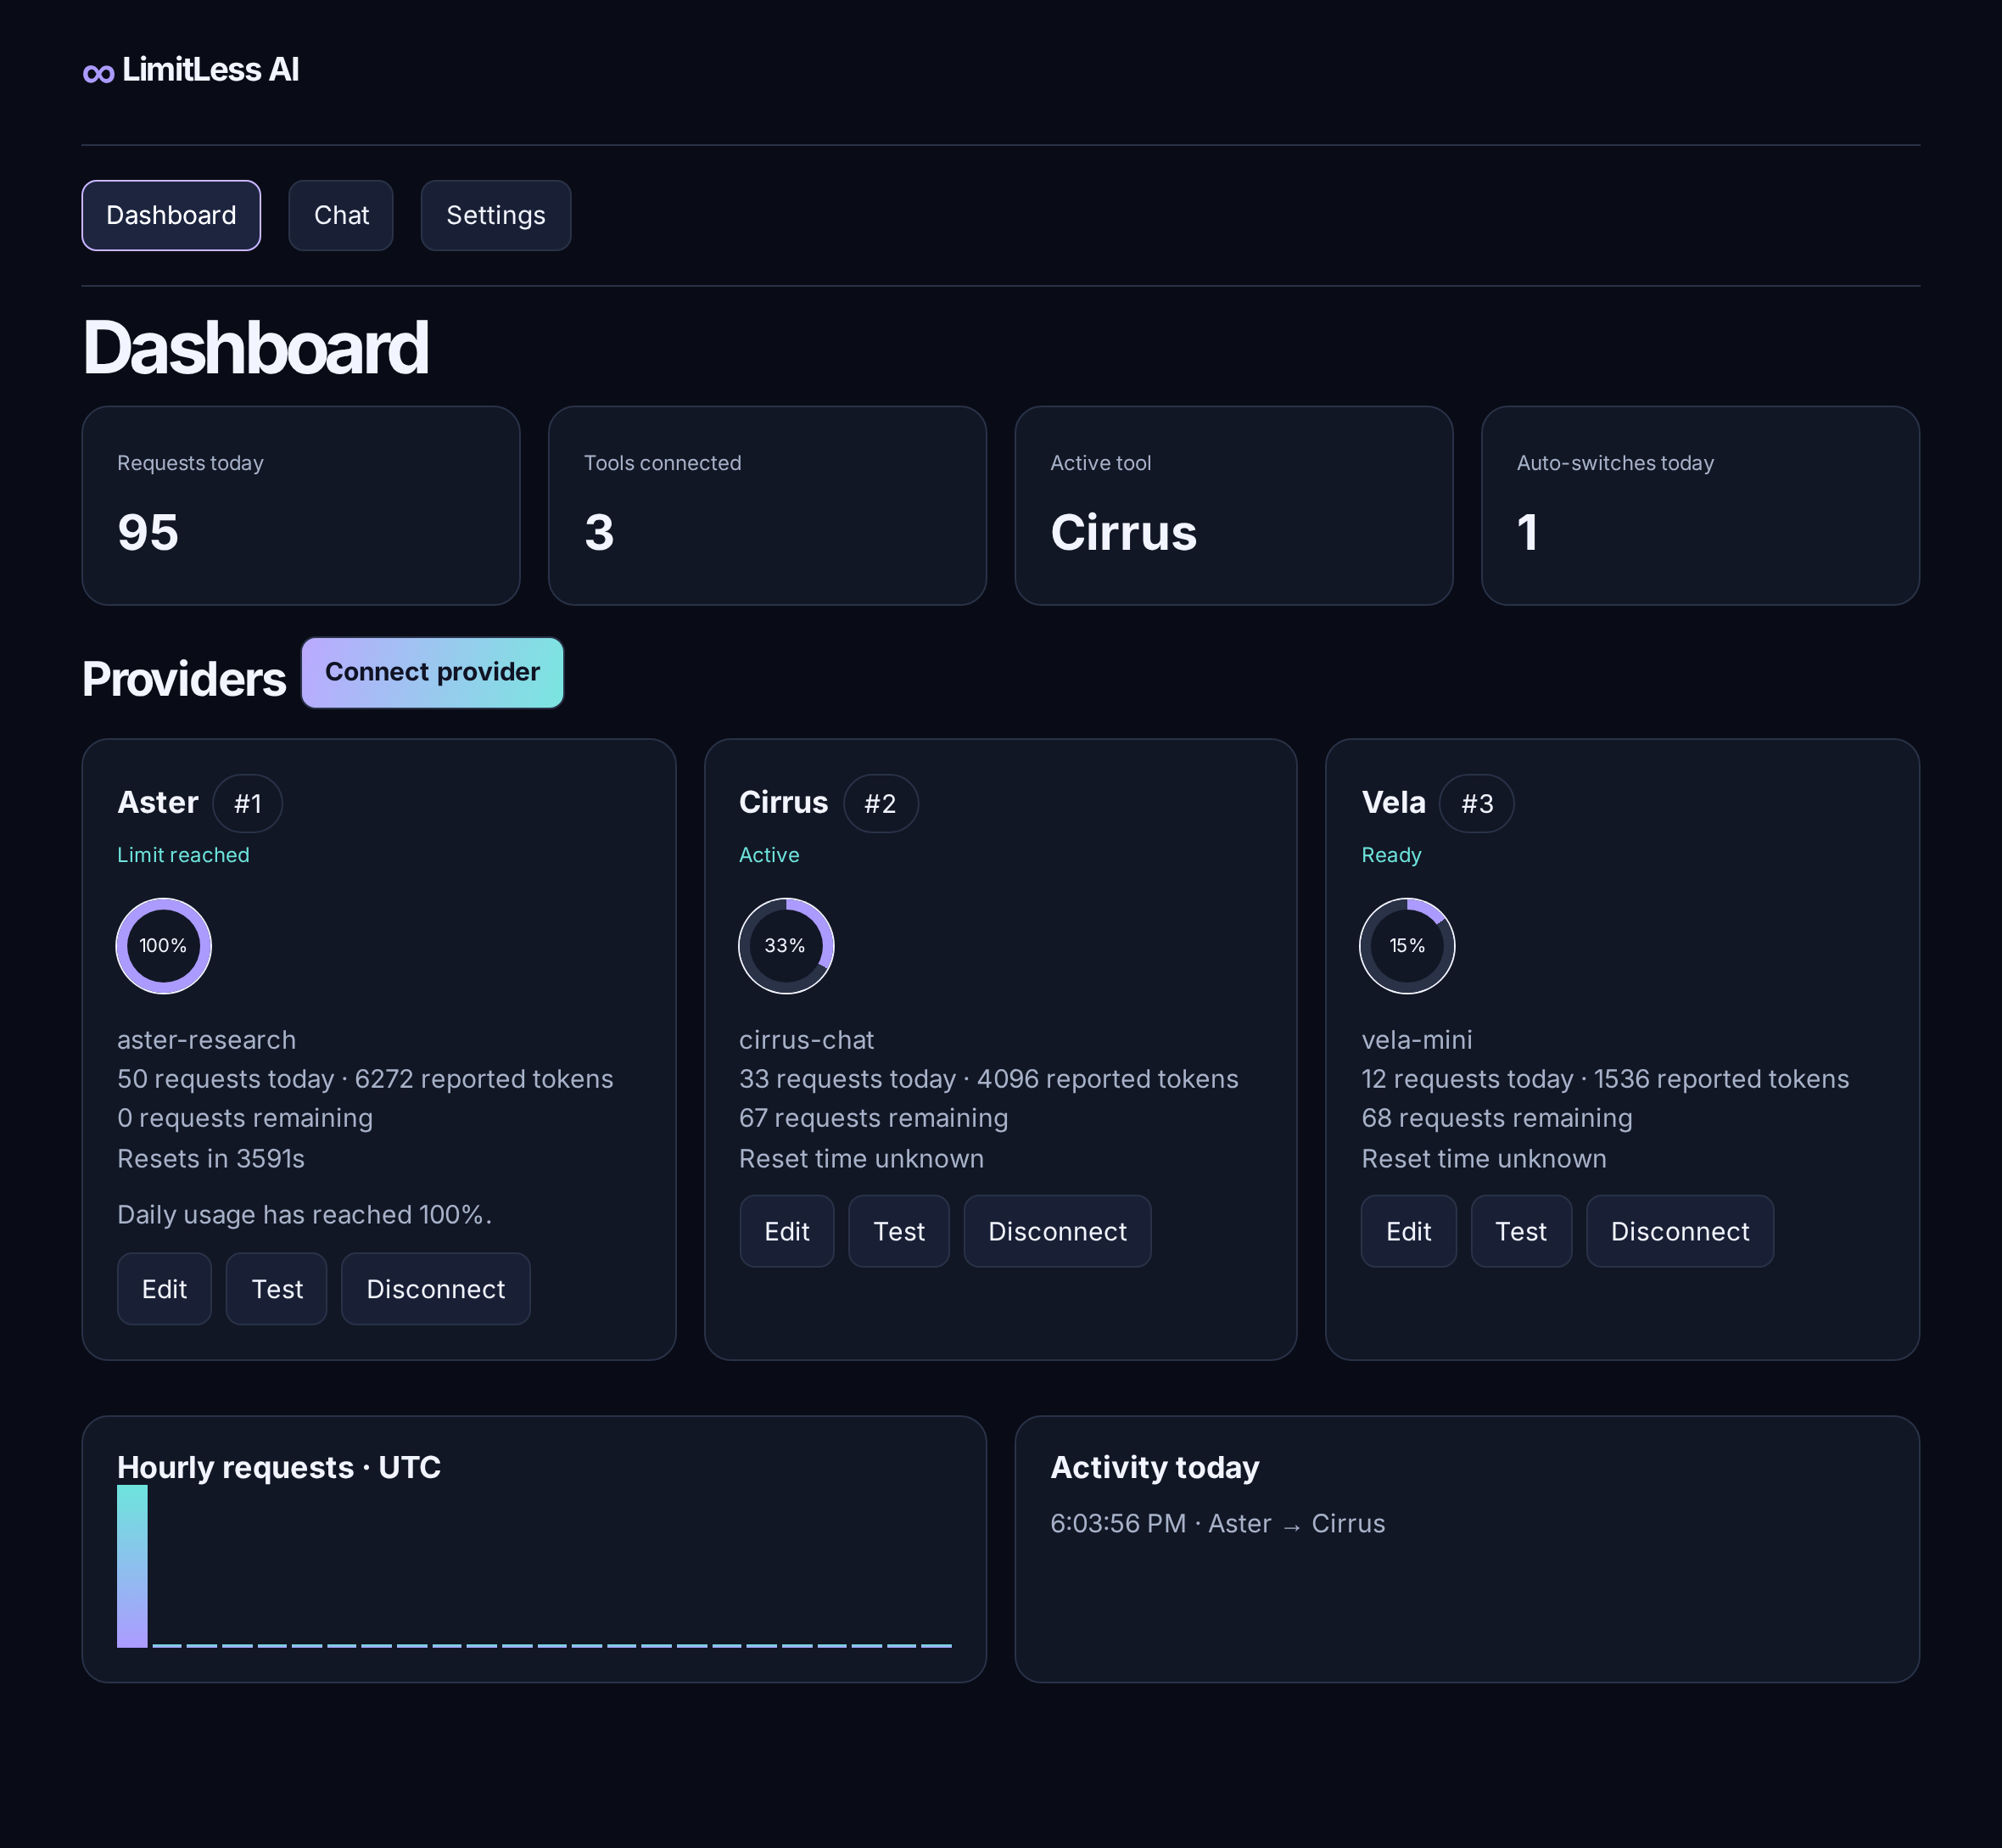 ∞ LimitLess AI
Dashboard Chat Settings
Dashboard
Requests today
95
Tools connected
3
Active tool
Cirrus
Auto-switches today
1
Providers Connect provider
Aster #1
Limit reached
100%
aster-research
50 requests today · 6272 reported tokens
0 requests remaining
Resets in 3591s
Daily usage has reached 100%.
Edit Test Disconnect
Cirrus #2
Active
33%
cirrus-chat
33 requests today · 4096 reported tokens
67 requests remaining
Reset time unknown
Edit Test Disconnect
Vela #3
Ready
15%
vela-mini
12 requests today · 1536 reported tokens
68 requests remaining
Reset time unknown
Edit Test Disconnect
Hourly requests · UTC
Activity today
6:03:56 PM · Aster → Cirrus